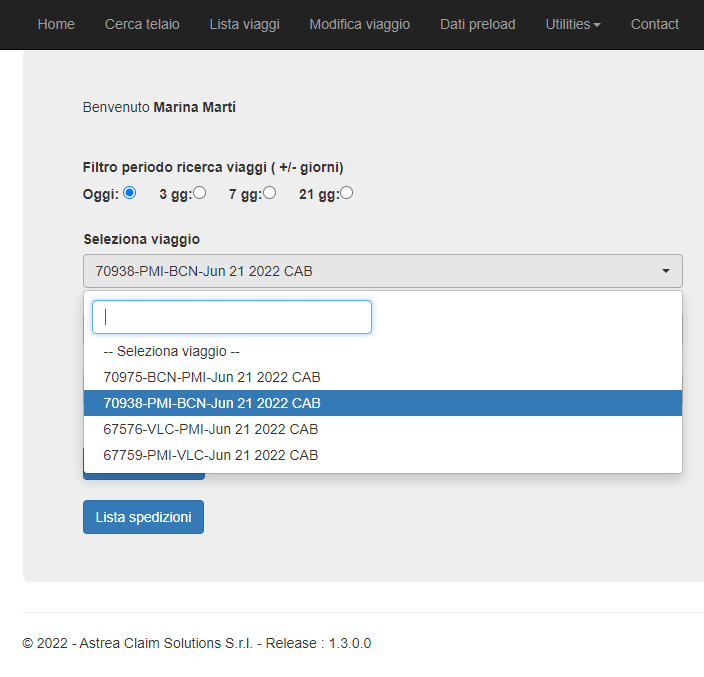 Home Cerca telaio Lista viaggi Modifica viaggio Dati preload Utilities Contact
Benvenuto Marina Martí
Filtro periodo ricerca viaggi ( +/- giorni)
Oggi: 3 gg: 7 gg: 21 gg:
Seleziona viaggio
70938-PMI-BCN-Jun 21 2022 CAB
-- Seleziona viaggio --
70975-BCN-PMI-Jun 21 2022 CAB
70938-PMI-BCN-Jun 21 2022 CAB
67576-VLC-PMI-Jun 21 2022 CAB
67759-PMI-VLC-Jun 21 2022 CAB
Lista spedizioni
© 2022 - Astrea Claim Solutions S.r.l. - Release : 1.3.0.0